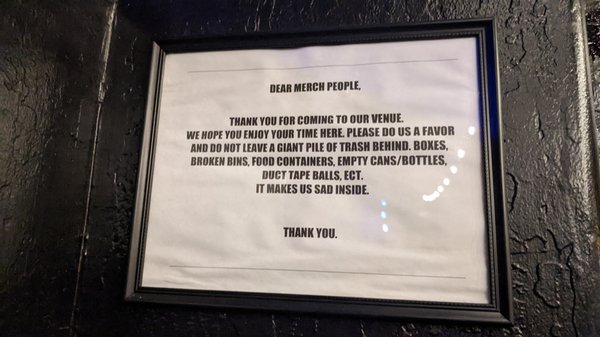 DEAR MERCH PEOPLE,
THANK YOU FOR COMING TO OUR VENUE.
WE HOPE YOU ENJOY YOUR TIME HERE. PLEASE DO US A FAVOR
AND DO NOT LEAVE A GIANT PILE OF TRASH BEHIND. BOXES,
BROKEN BINS, FOOD CONTAINERS, EMPTY CANS/BOTTLES,
DUCT TAPE BALLS, ECT.
IT MAKES US SAD INSIDE.
THANK YOU.